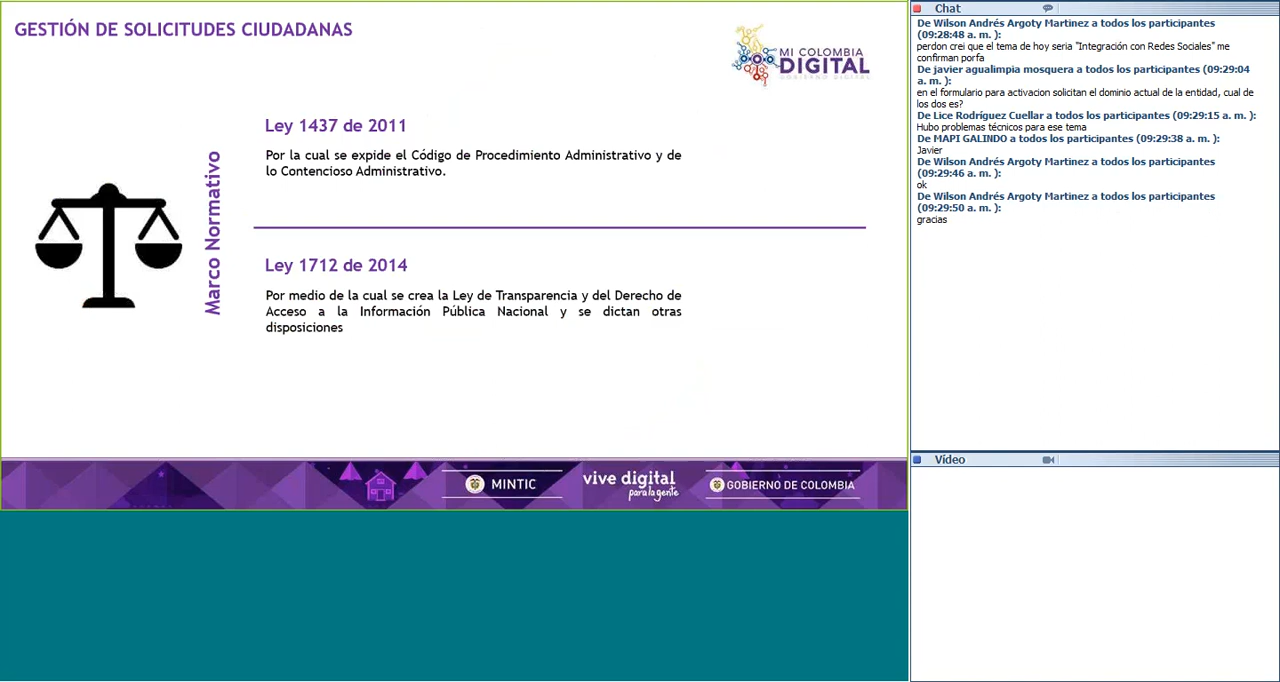 GESTIÓN DE SOLICITUDES CIUDADANAS
MI COLOMBIA
DIGITAL
GOBIERNO DIGITAL
Marco Normativo
Ley 1437 de 2011
Por la cual se expide el Código de Procedimiento Administrativo y de
lo Contencioso Administrativo.
Ley 1712 de 2014
Por medio de la cual se crea la Ley de Transparencia y del Derecho de
Acceso a la Información Pública Nacional y se dictan otras
disposiciones
MINTIC
vive digital
para la gente
GOBIERNO DE COLOMBIA
Chat
De Wilson Andrés Argoty Martinez a todos los participantes
(09:28:48 a. m. ):
perdon crei que el tema de hoy seria "Integración con Redes Sociales" me
confirman porfa
De javier agualimpia mosquera a todos los participantes (09:29:04
a. m. ):
en el formulario para activacion solicitan el dominio actual de la entidad, cual de
los dos es?
De Lice Rodríguez Cuellar a todos los participantes (09:29:15 a. m. ):
Hubo problemas técnicos para ese tema
De MAPI GALINDO a todos los participantes (09:29:38 a. m. ):
Javier
De Wilson Andrés Argoty Martinez a todos los participantes
(09:29:46 a. m. ):
ok
De Wilson Andrés Argoty Martinez a todos los participantes
(09:29:50 a. m. ):
gracias
Vídeo